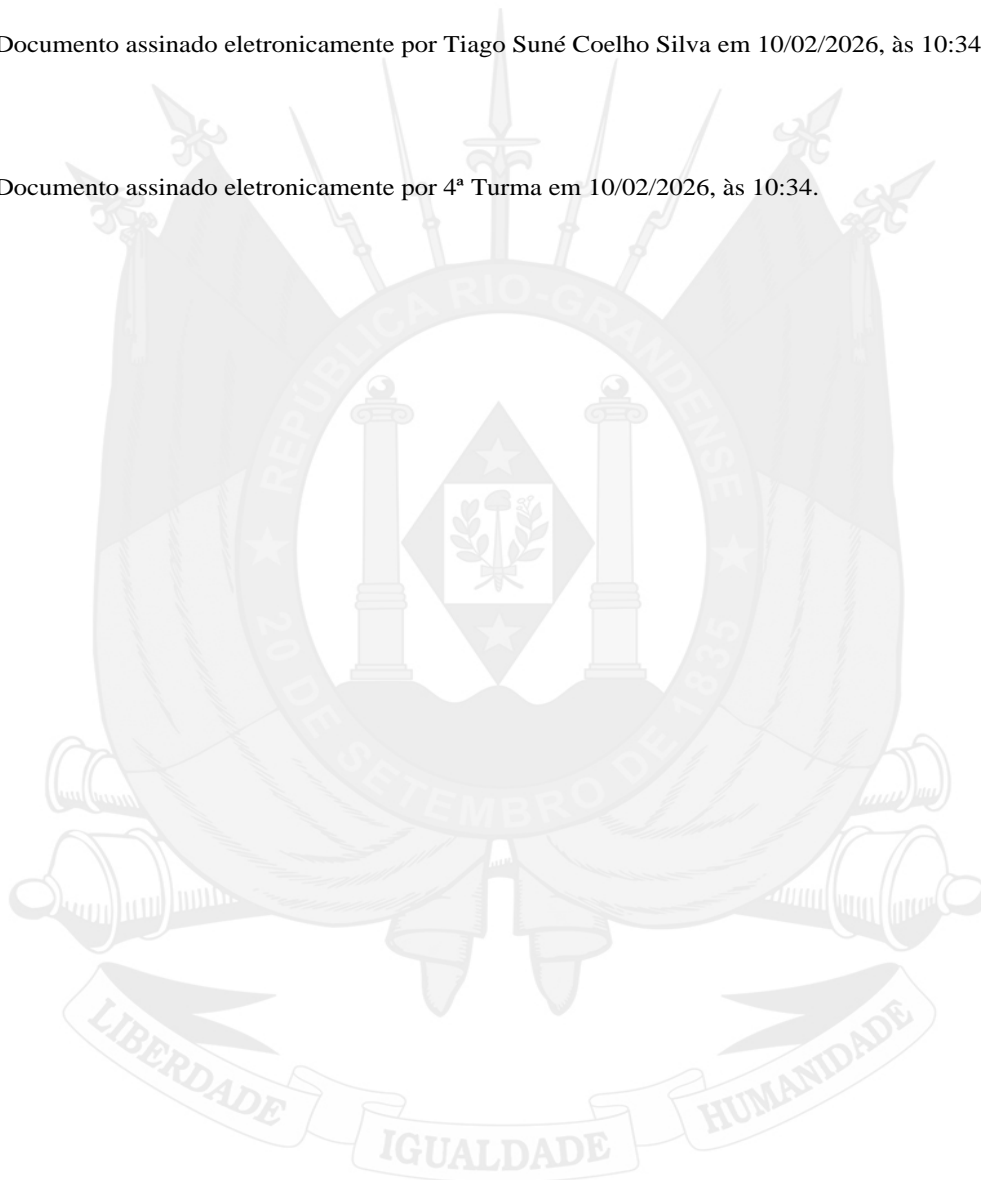 Documento assinado eletronicamente por Tiago Suné Coelho Silva em 10/02/2026, às 10:34
Documento assinado eletronicamente por 4ª Turma em 10/02/2026, às 10:34.
REPÚBLICA RIO-GRANDENSE
★ 20 DE SETEMBRO DE 1835 ★
LIBERDADE
IGUALDADE
HUMANIDADE